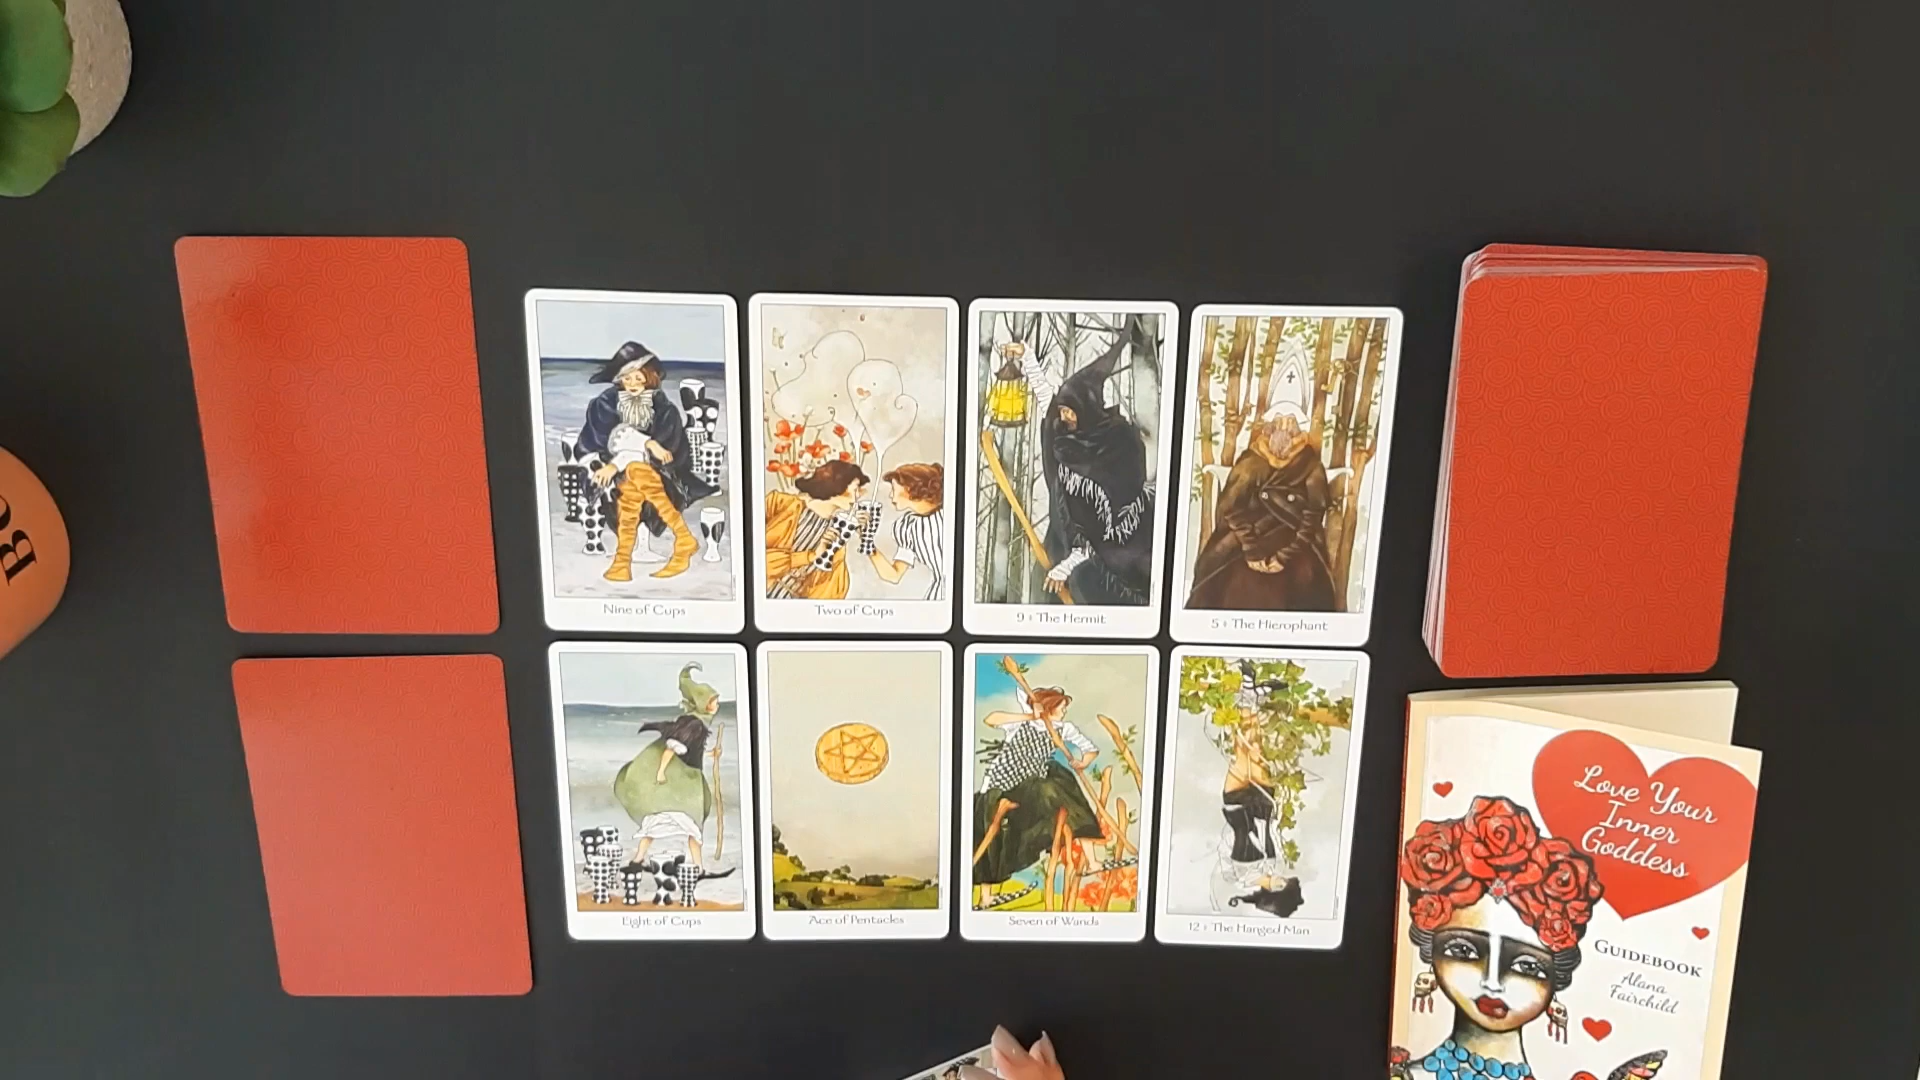 Nine of Cups
Two of Cups
9 The Hermit
5 The Hierophant
Eight of Cups
Ace of Pentacles
Seven of Wands
12 The Hanged Man
Love Your
Inner
Goddess
GUIDEBOOK
Alana
Fairchild